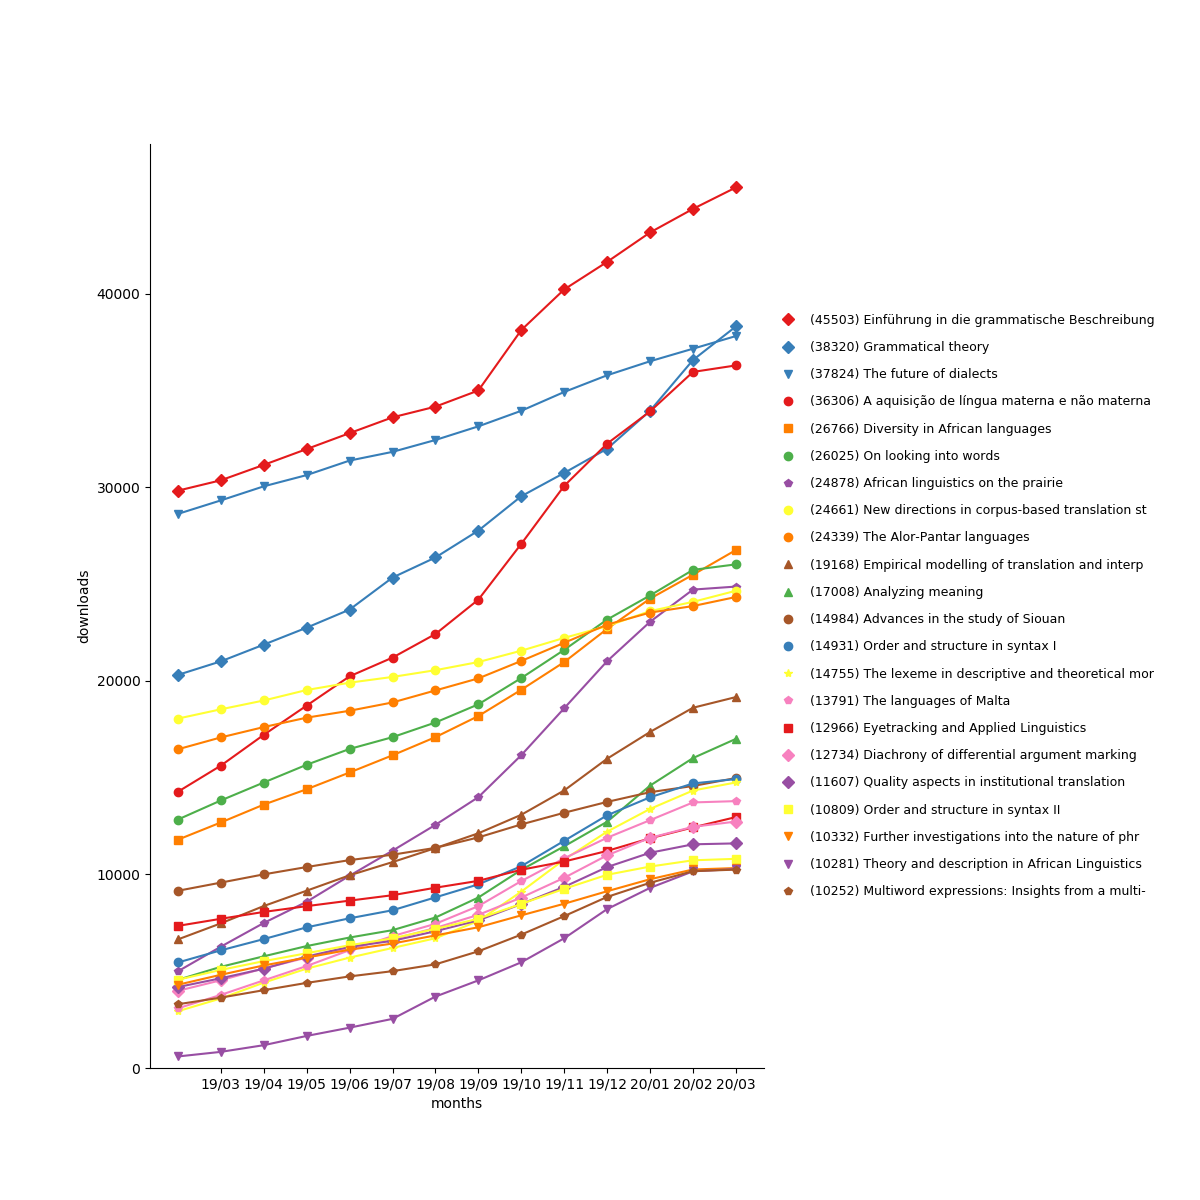 40000
30000
20000
10000
0
downloads
19/03 19/04 19/05 19/06 19/07 19/08 19/09 19/10 19/11 19/12 20/01 20/02 20/03
months
(45503) Einführung in die grammatische Beschreibung
(38320) Grammatical theory
(37824) The future of dialects
(36306) A aquisição de língua materna e não materna
(26766) Diversity in African languages
(26025) On looking into words
(24878) African linguistics on the prairie
(24661) New directions in corpus-based translation st
(24339) The Alor-Pantar languages
(19168) Empirical modelling of translation and interp
(17008) Analyzing meaning
(14984) Advances in the study of Siouan
(14931) Order and structure in syntax I
(14755) The lexeme in descriptive and theoretical mor
(13791) The languages of Malta
(12966) Eyetracking and Applied Linguistics
(12734) Diachrony of differential argument marking
(11607) Quality aspects in institutional translation
(10809) Order and structure in syntax II
(10332) Further investigations into the nature of phr
(10281) Theory and description in African Linguistics
(10252) Multiword expressions: Insights from a multi-